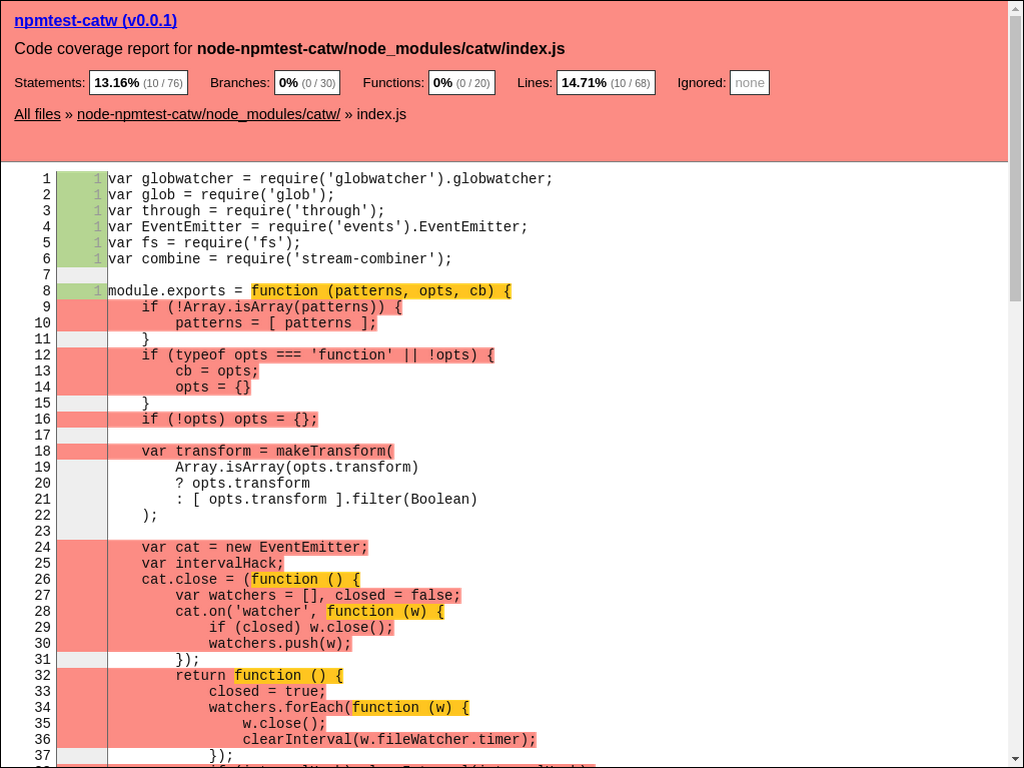 npmtest-catw (v0.0.1)
Code coverage report for node-npmtest-catw/node_modules/catw/index.js
Statements: 13.16% (10 / 76) Branches: 0% (0 / 30) Functions: 0% (0 / 20) Lines: 14.71% (10 / 68) Ignored: none
All files » node-npmtest-catw/node_modules/catw/ » index.js
1 1 var globwatcher = require('globwatcher').globwatcher;
2 1 var glob = require('glob');
3 1 var through = require('through');
4 1 var EventEmitter = require('events').EventEmitter;
5 1 var fs = require('fs');
6 1 var combine = require('stream-combiner');
7
8 1 module.exports = function (patterns, opts, cb) {
9     if (!Array.isArray(patterns)) {
10         patterns = [ patterns ];
11     }
12     if (typeof opts === 'function' || !opts) {
13         cb = opts;
14         opts = {}
15     }
16     if (!opts) opts = {};
17
18     var transform = makeTransform(
19         Array.isArray(opts.transform)
20         ? opts.transform
21         : [ opts.transform ].filter(Boolean)
22     );
23
24     var cat = new EventEmitter;
25     var intervalHack;
26     cat.close = (function () {
27         var watchers = [], closed = false;
28         cat.on('watcher', function (w) {
29             if (closed) w.close();
30             watchers.push(w);
31         });
32         return function () {
33             closed = true;
34             watchers.forEach(function (w) {
35                 w.close();
36                 clearInterval(w.fileWatcher.timer);
37             });